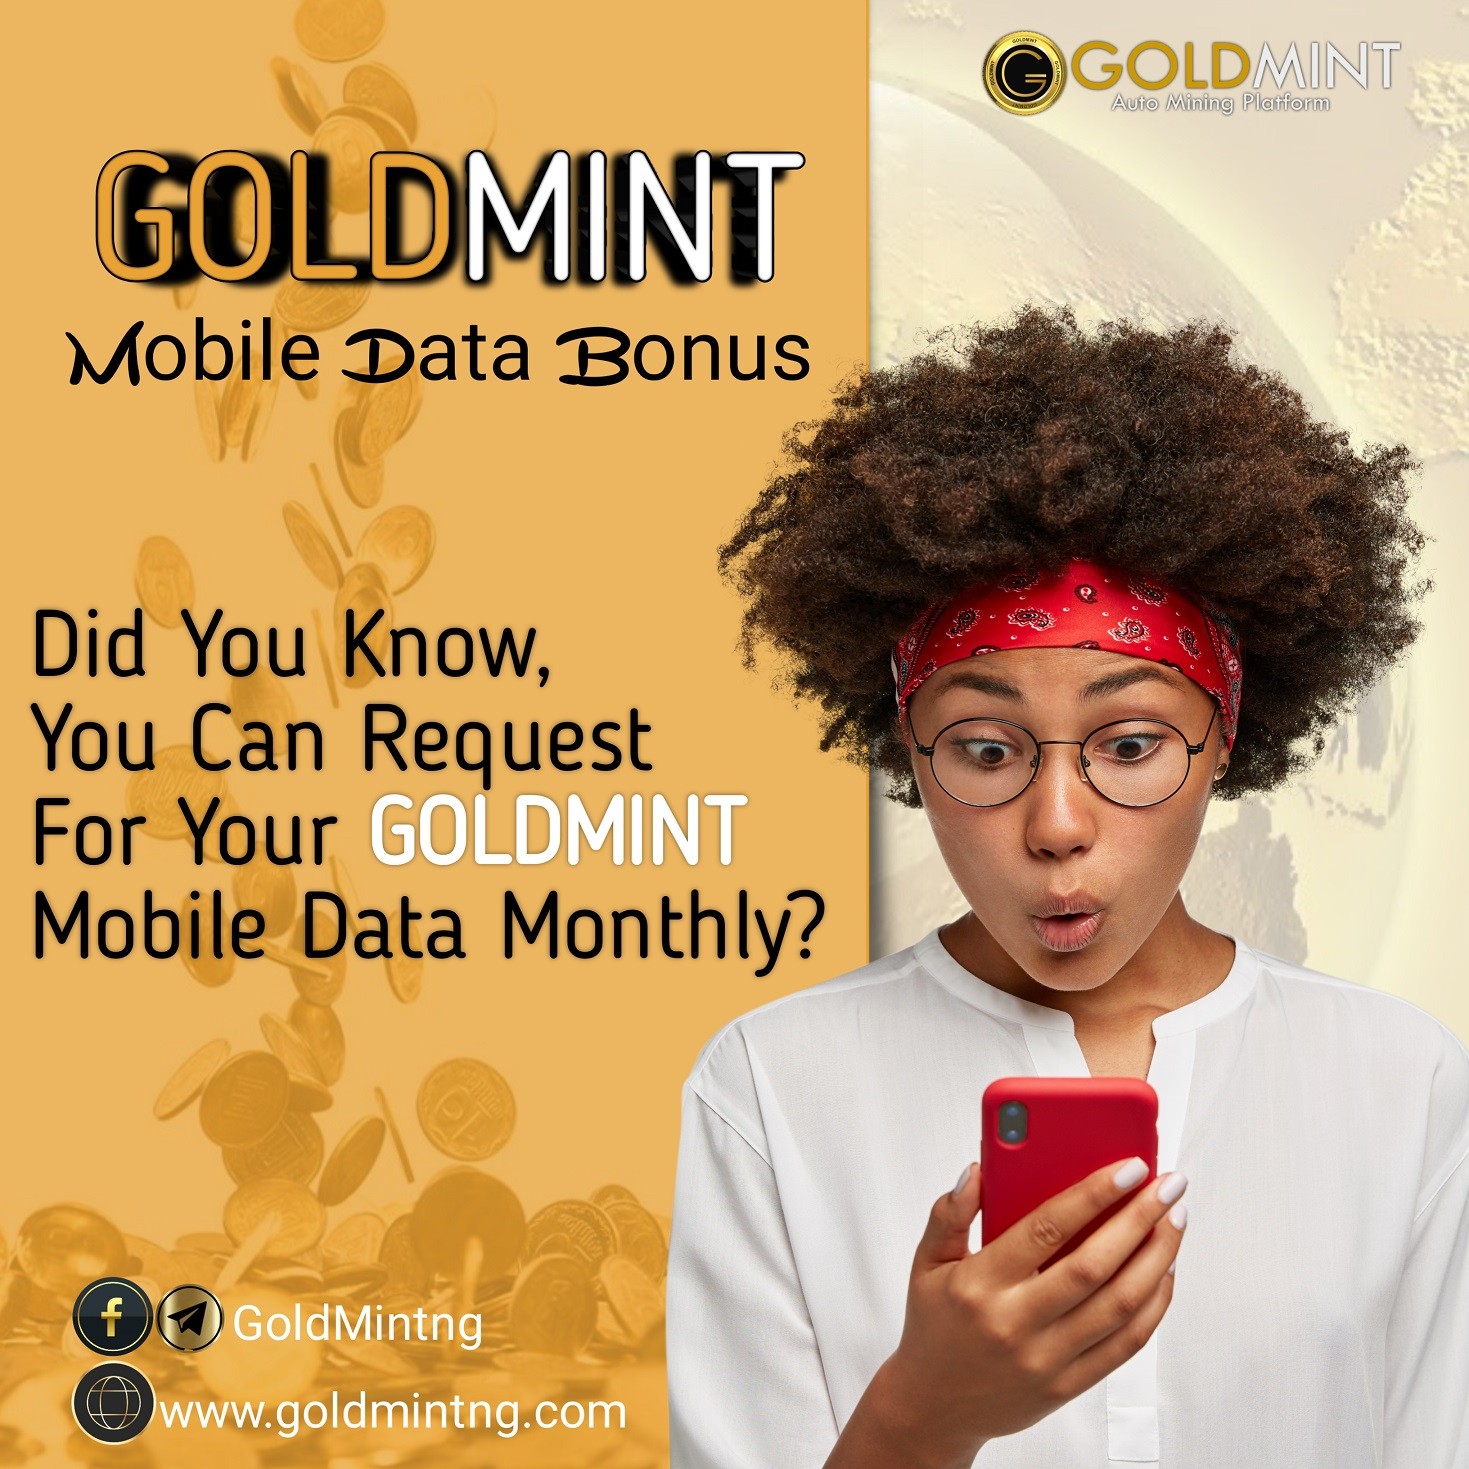 GOLDMINT
Auto Mining Platform
GOLDMINT
Mobile Data Bonus
Did You Know,
You Can Request
For Your GOLDMINT
Mobile Data Monthly?
GoldMintng
www.goldmintng.com